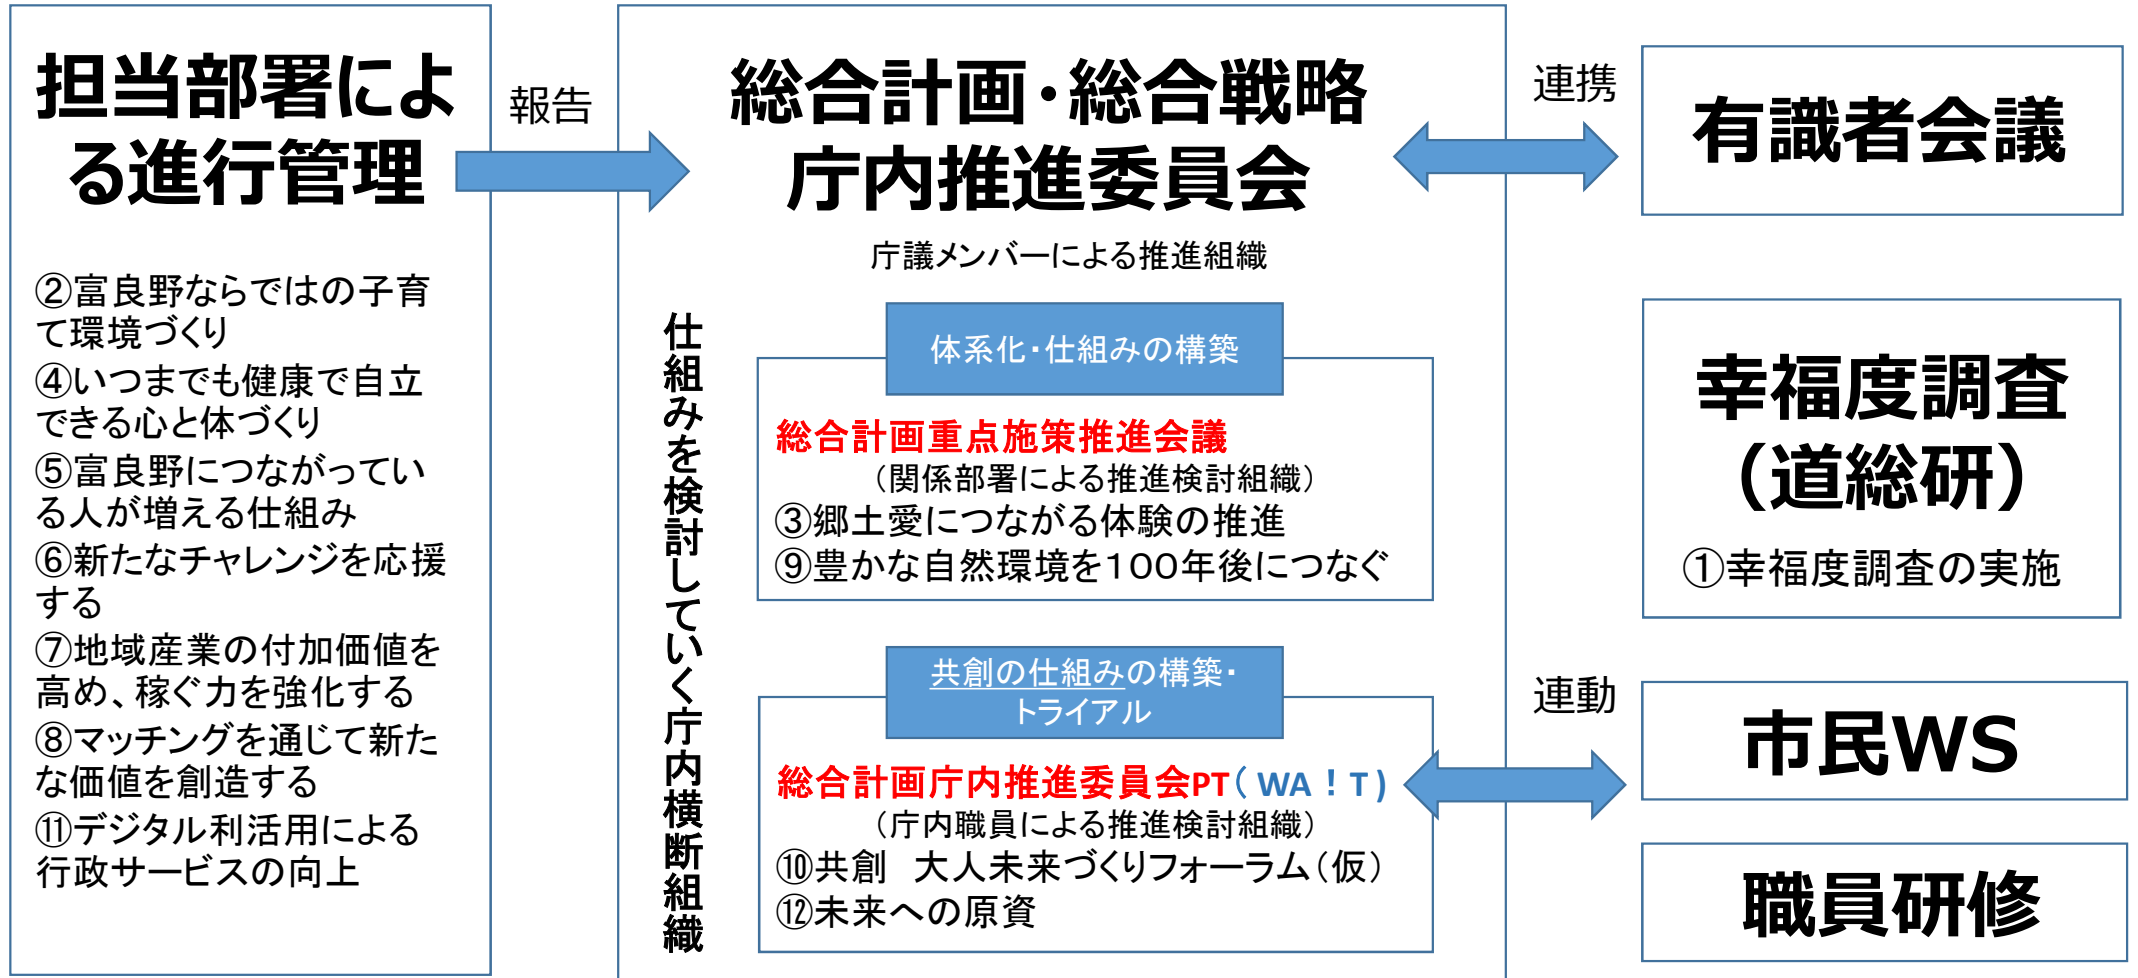 担当部署によ
る進行管理
②富良野ならではの子育
て環境づくり
④いつまでも健康で自立
できる心と体づくり
⑤富良野につながってい
る人が増える仕組み
⑥新たなチャレンジを応援
する
⑦地域産業の付加価値を
高め、稼ぐ力を強化する
⑧マッチングを通じて新た
な価値を創造する
⑪デジタル利活用による
行政サービスの向上
報告
総合計画・総合戦略
庁内推進委員会
庁議メンバーによる推進組織
仕組みを検討していく庁内横断組織
体系化・仕組みの構築
総合計画重点施策推進会議
（関係部署による推進検討組織）
③郷土愛につながる体験の推進
⑨豊かな自然環境を１００年後につなぐ
共創の仕組みの構築・
トライアル
総合計画庁内推進委員会PT（WA！T)
（庁内職員による推進検討組織）
⑩共創　大人未来づくりフォーラム（仮）
⑫未来への原資
連携
有識者会議
幸福度調査
（道総研）
①幸福度調査の実施
連動
市民WS
職員研修